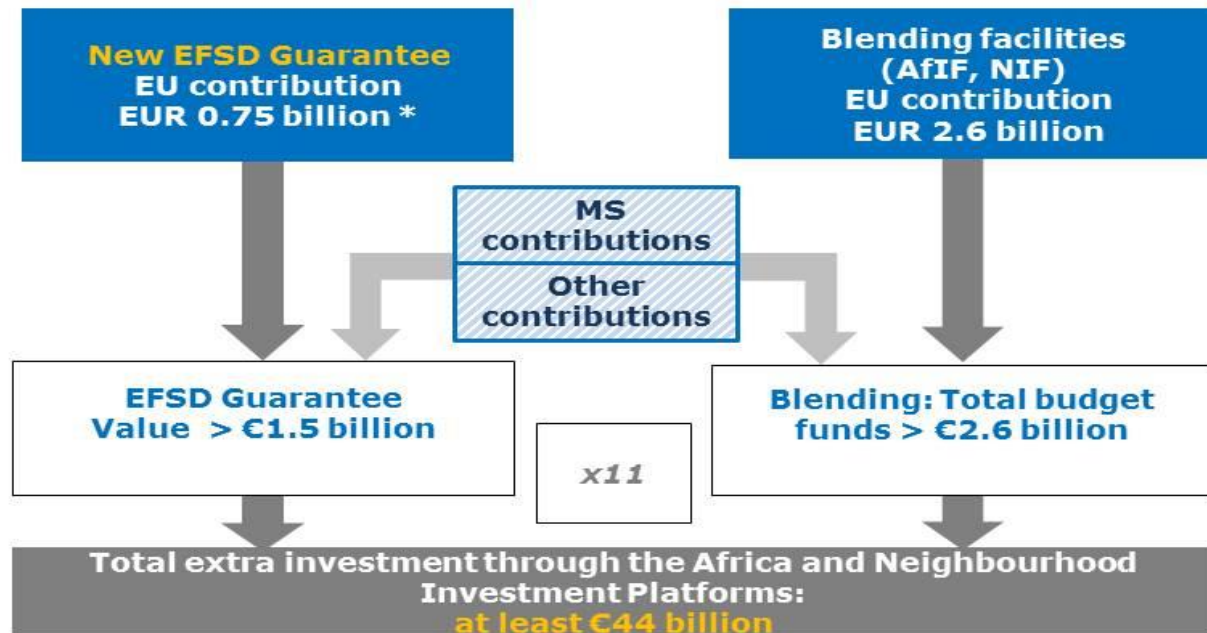 New EFSD Guarantee
EU contribution
EUR 0.75 billion *
Blending facilities
(AfIF, NIF)
EU contribution
EUR 2.6 billion
MS
contributions
Other
contributions
EFSD Guarantee
Value > €1.5 billion
x11
Blending: Total budget
funds > €2.6 billion
Total extra investment through the Africa and Neighbourhood
Investment Platforms:
at least €44 billion